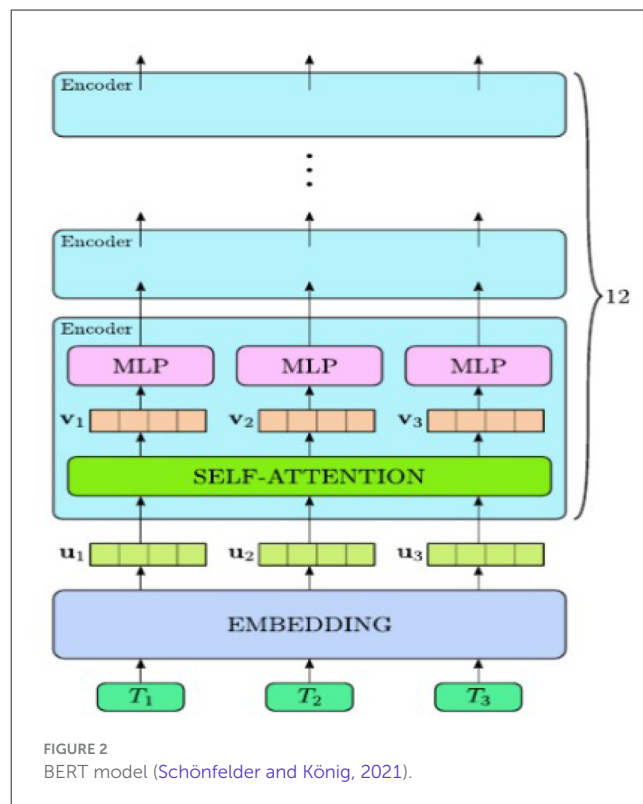 Encoder
Encoder
12
Encoder
MLP MLP MLP
v1 v2 v3
SELF-ATTENTION
u1 u2 u3
EMBEDDING
T1 T2 T3
FIGURE 2
BERT model (Schönfelder and König, 2021).